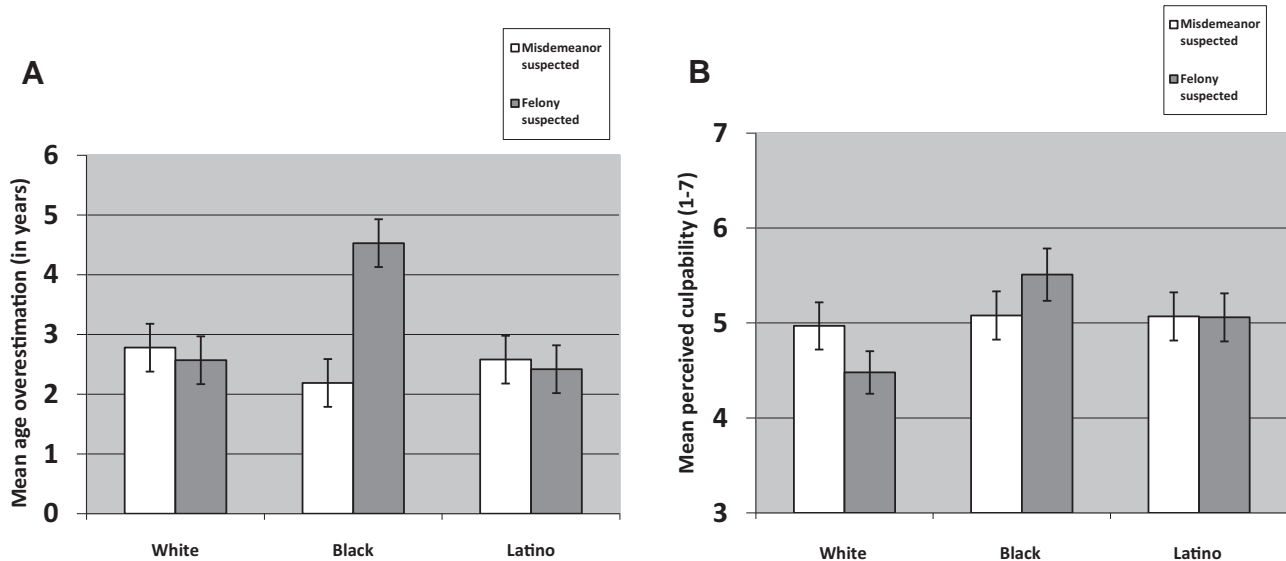 A
Misdemeanor
suspected
Felony
suspected
Mean age overestimation (in years)
6
5
4
3
2
1
0
White
Black
Latino
B
Misdemeanor
suspected
Felony
suspected
Mean perceived culpability (1-7)
7
6
5
4
3
White
Black
Latino